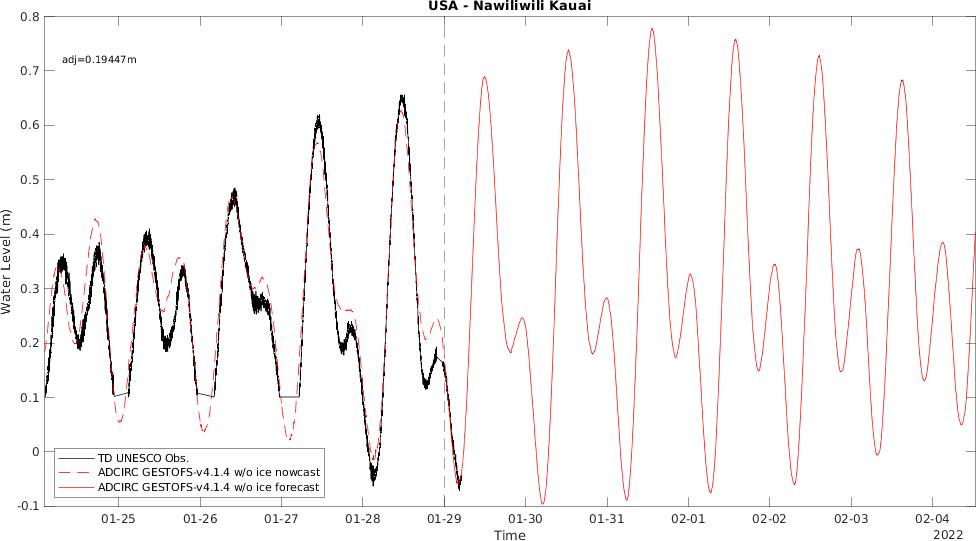 USA - Nawiliwili Kauai
adj=0.19447m
0.8
0.7
0.6
0.5
0.4
0.3
0.2
0.1
0
-0.1
Water Level (m)
TD UNESCO Obs.
ADCIRC GESTOFS-v4.1.4 w/o ice nowcast
ADCIRC GESTOFS-v4.1.4 w/o ice forecast
01-25 01-26 01-27 01-28 01-29 01-30 01-31 02-01 02-02 02-03 02-04
Time
2022